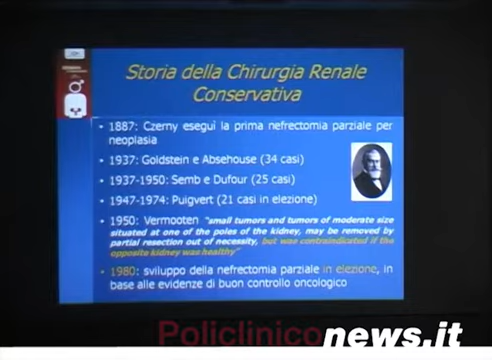 Storia della Chirurgia Renale
Conservativa
• 1887: Czerny eseguì la prima nefrectomia parziale per
neoplasia
• 1937: Goldstein e Absehouse (34 casi)
• 1937-1950: Semb e Dufour (25 casi)
• 1947-1974: Puigvert (21 casi in elezione)
• 1950: Vermooten "small tumors and tumors of moderate size
situated at one of the poles of the kidney, may be removed by
partial resection out of necessity, but was contraindicated if the
opposite kidney was healthy"
• 1980: sviluppo della nefrectomia parziale in elezione, in
base alle evidenze di buon controllo oncologico
Policlinico news.it